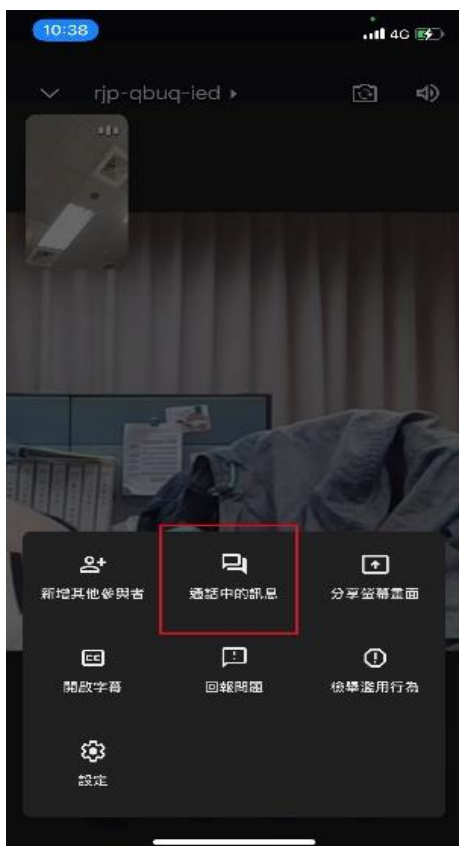 10:38
4G
rjp-qbuq-ied
新增其他參與者
通話中的訊息
分享螢幕畫面
CC
開啟字幕
回報問題
檢舉濫用行為
設定